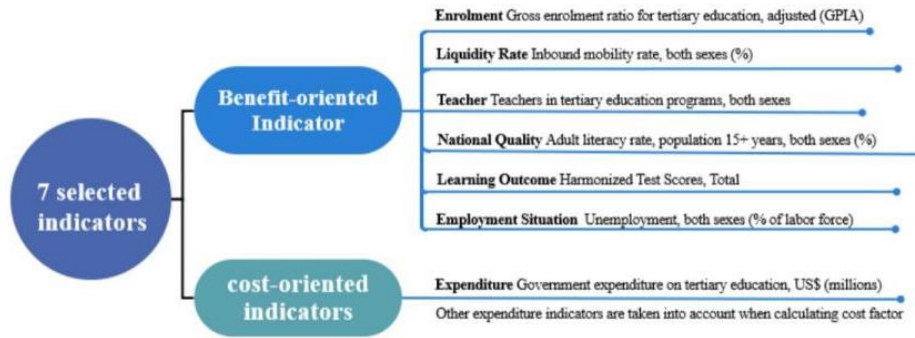 Enrolment Gross enrolment ratio for tertiary education, adjusted (GPIA)
Liquidity Rate Inbound mobility rate, both sexes (%)
Benefit-oriented
Indicator
Teacher Teachers in tertiary education programs, both sexes
National Quality Adult literacy rate, population 15+ years, both sexes (%)
7 selected
indicators
Learning Outcome Harmonized Test Scores, Total
Employment Situation Unemployment, both sexes (% of labor force)
cost-oriented
indicators
Expenditure Government expenditure on tertiary education, US$ (millions)
Other expenditure indicators are taken into account when calculating cost factor